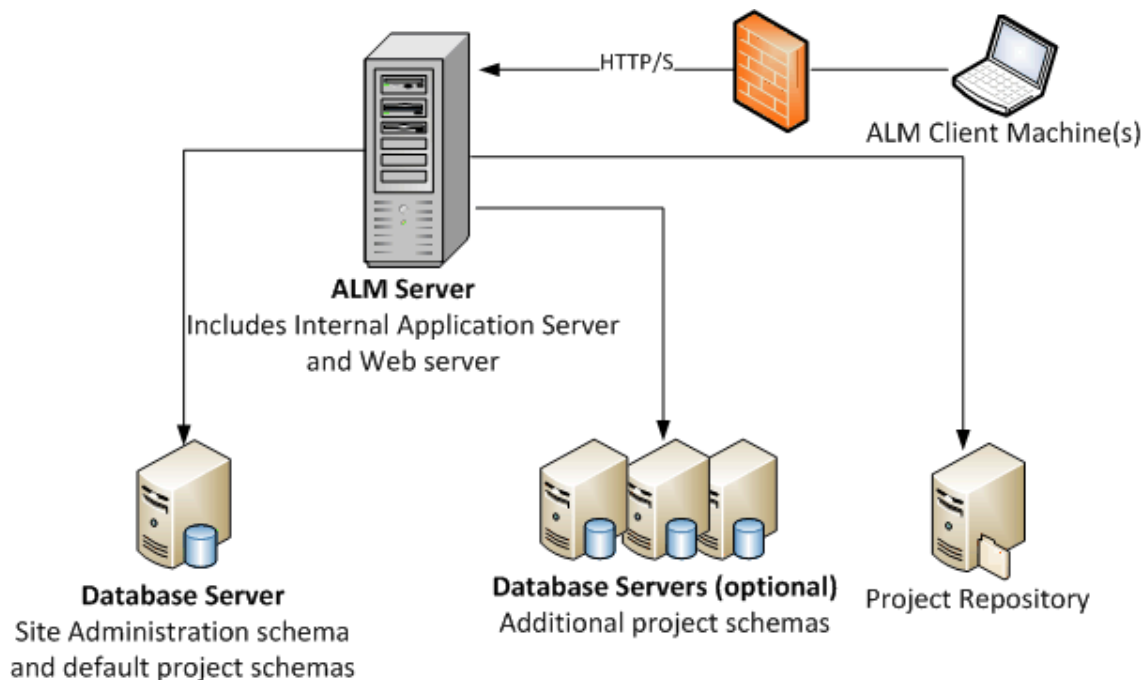 HTTP/S
ALM Client Machine(s)
ALM Server
Includes Internal Application Server
and Web server
Database Server
Site Administration schema
and default project schemas
Database Servers (optional)
Additional project schemas
Project Repository